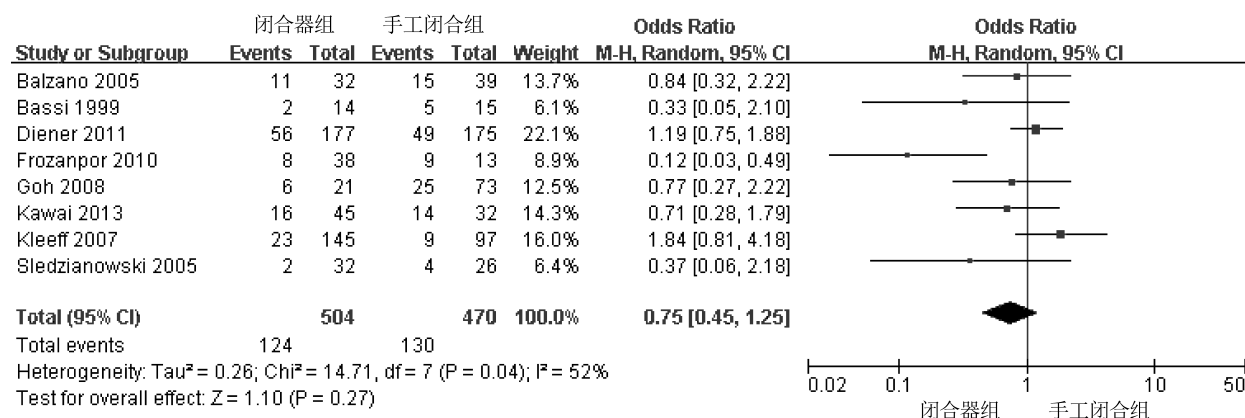 闭合器组 手工闭合组 Odds Ratio Odds Ratio
Study or Subgroup Events Total Events Total Weight M-H, Random, 95% CI M-H, Random, 95% CI
Balzano 2005 11 32 15 39 13.7% 0.84 [0.32, 2.22]
Bassi 1999 2 14 5 15 6.1% 0.33 [0.05, 2.10]
Diener 2011 56 177 49 175 22.1% 1.19 [0.75, 1.88]
Frozanpor 2010 8 38 9 13 8.9% 0.12 [0.03, 0.49]
Goh 2008 6 21 25 73 12.5% 0.77 [0.27, 2.22]
Kawai 2013 16 45 14 32 14.3% 0.71 [0.28, 1.79]
Kleeff 2007 23 145 9 97 16.0% 1.84 [0.81, 4.18]
Sledzianowski 2005 2 32 4 26 6.4% 0.37 [0.06, 2.18]
Total (95% CI) 504 470 100.0% 0.75 [0.45, 1.25]
Total events 124 130
Heterogeneity: Tau² = 0.26; Chi² = 14.71, df = 7 (P = 0.04); I² = 52%
Test for overall effect: Z = 1.10 (P = 0.27)
0.02 0.1 1 10 50
闭合器组 手工闭合组